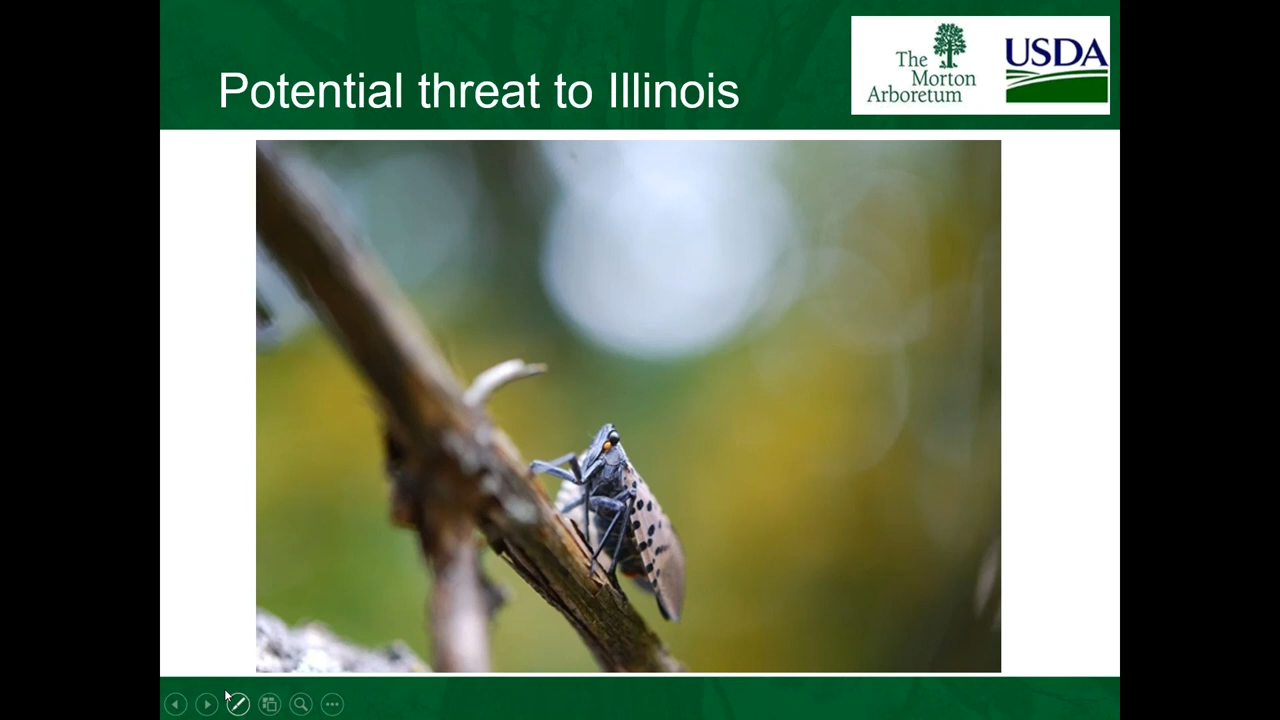 Potential threat to Illinois
The
Morton
Arboretum
USDA